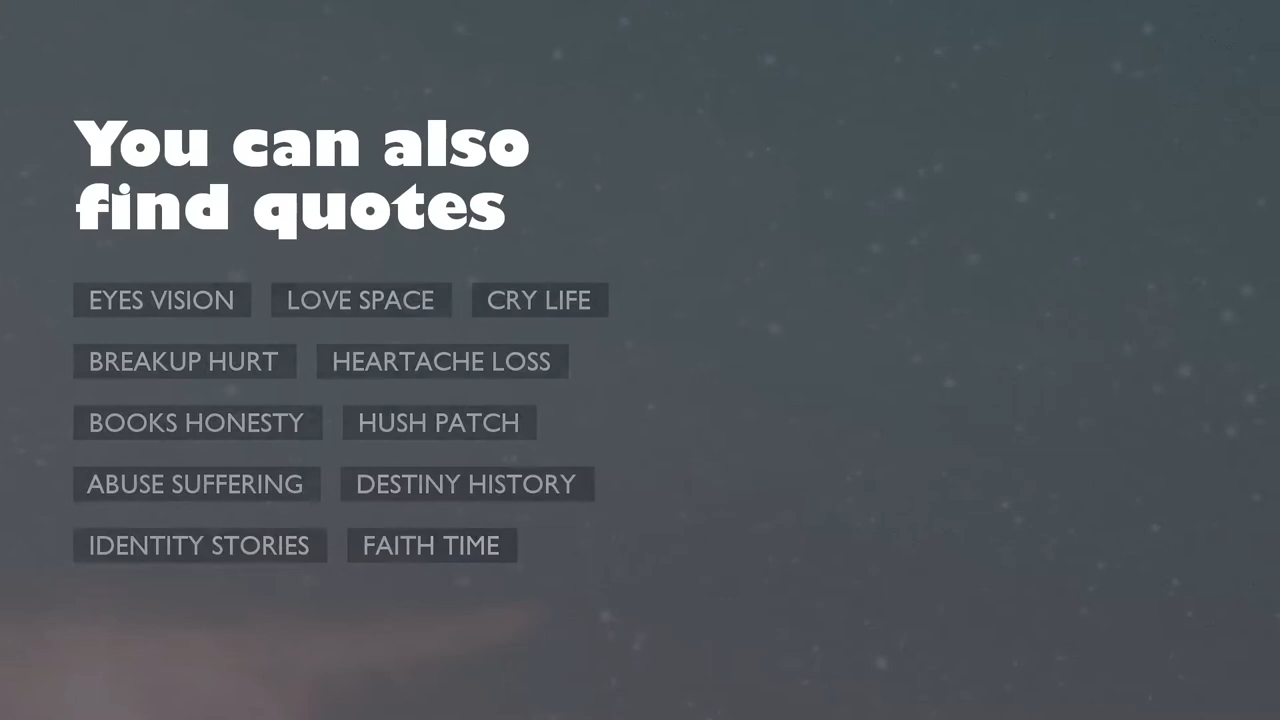 You can also
find quotes
EYES VISION LOVE SPACE CRY LIFE
BREAKUP HURT HEARTACHE LOSS
BOOKS HONESTY HUSH PATCH
ABUSE SUFFERING DESTINY HISTORY
IDENTITY STORIES FAITH TIME